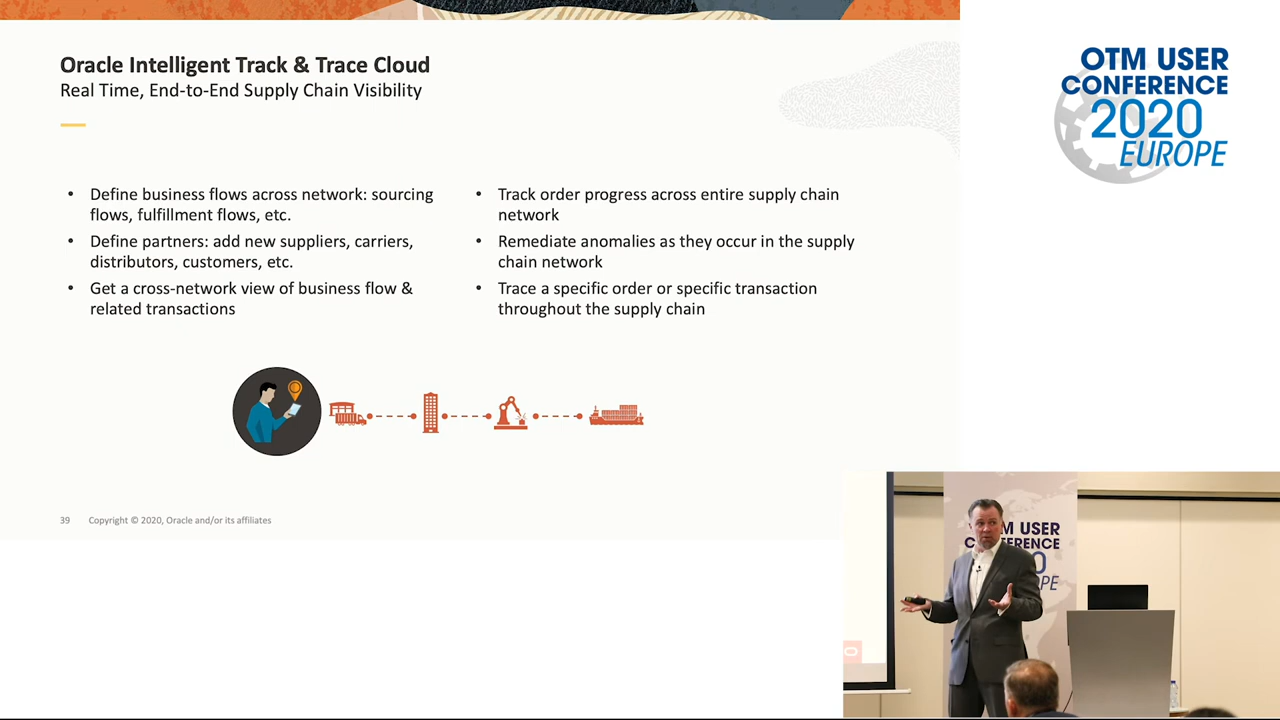 Oracle Intelligent Track & Trace Cloud
Real Time, End-to-End Supply Chain Visibility
• Define business flows across network: sourcing
flows, fulfillment flows, etc.
• Define partners: add new suppliers, carriers,
distributors, customers, etc.
• Get a cross-network view of business flow &
related transactions
• Track order progress across entire supply chain
network
• Remediate anomalies as they occur in the supply
chain network
• Trace a specific order or specific transaction
throughout the supply chain
39 Copyright © 2020, Oracle and/or its affiliates
OTM USER
CONFERENCE
2020
EUROPE
M USER
C FERENCE
0
PE
O